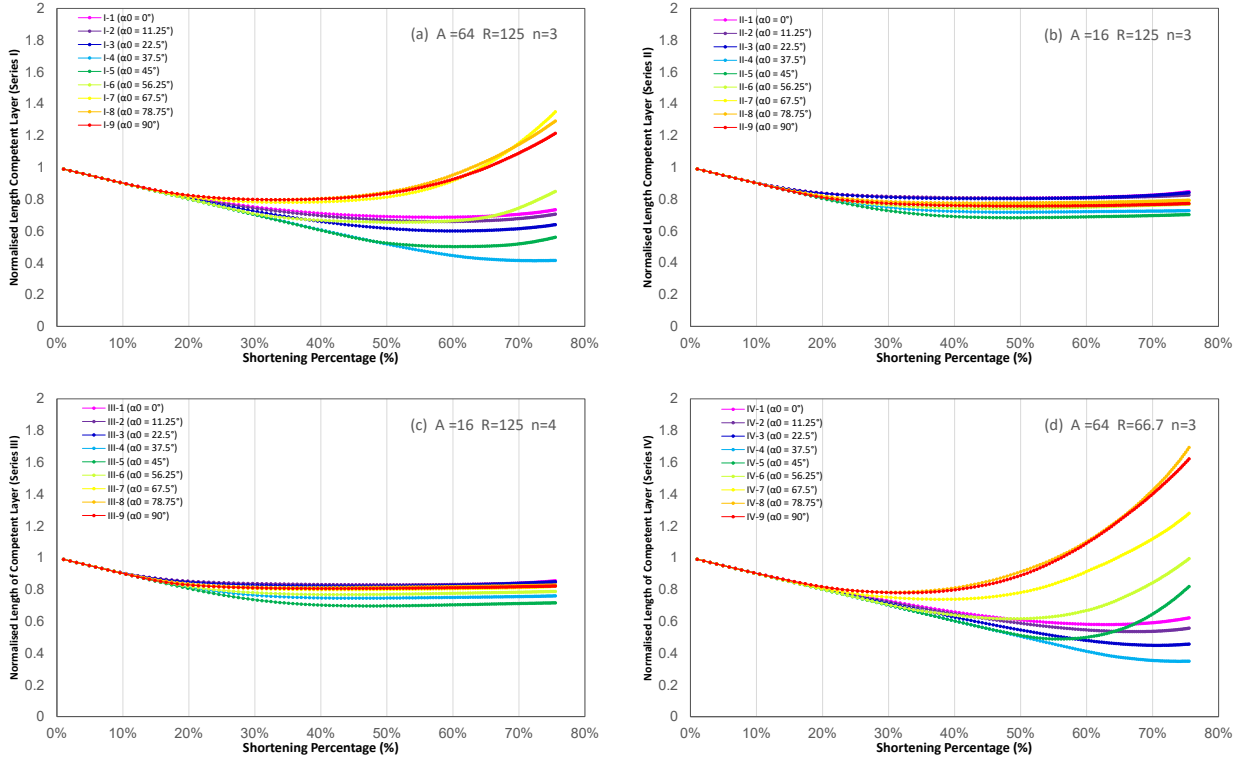 2
1.8
1.6
1.4
1.2
1
0.8
0.6
0.4
0.2
0
Normalised Length Competent Layer (Series I)
I-1 (α0 = 0°)
I-2 (α0 = 11.25°)
I-3 (α0 = 22.5°)
I-4 (α0 = 37.5°)
I-5 (α0 = 45°)
I-6 (α0 = 56.25°)
I-7 (α0 = 67.5°)
I-8 (α0 = 78.75°)
I-9 (α0 = 90°)
(a) A =64 R=125 n=3
0% 10% 20% 30% 40% 50% 60% 70% 80%
Shortening Percentage (%)
2
1.8
1.6
1.4
1.2
1
0.8
0.6
0.4
0.2
0
Normalised Length Competent Layer (Series II)
II-1 (α0 = 0°)
II-2 (α0 = 11.25°)
II-3 (α0 = 22.5°)
II-4 (α0 = 37.5°)
II-5 (α0 = 45°)
II-6 (α0 = 56.25°)
II-7 (α0 = 67.5°)
II-8 (α0 = 78.75°)
II-9 (α0 = 90°)
(b) A=16 R=125 n=3
0% 10% 20% 30% 40% 50% 60% 70% 80%
Shortening Percentage (%)
2
1.8
1.6
1.4
1.2
1
0.8
0.6
0.4
0.2
0
Normalised Length of Competent Layer (Series III)
III-1 (α0 = 0°)
III-2 (α0 = 11.25°)
III-3 (α0 = 22.5°)
III-4 (α0 = 37.5°)
III-5 (α0 = 45°)
III-6 (α0 = 56.25°)
III-7 (α0 = 67.5°)
III-8 (α0 = 78.75°)
III-9 (α0 = 90°)
(c) A =16 R=125 n=4
0% 10% 20% 30% 40% 50% 60% 70% 80%
Shortening Percentage (%)
2
1.8
1.6
1.4
1.2
1
0.8
0.6
0.4
0.2
0
Normalised Length of Competent Layer (Series IV)
IV-1 (α0 = 0°)
IV-2 (α0 = 11.25°)
IV-3 (α0 = 22.5°)
IV-4 (α0 = 37.5°)
IV-5 (α0 = 45°)
IV-6 (α0 = 56.25°)
IV-7 (α0 = 67.5°)
IV-8 (α0 = 78.75°)
IV-9 (α0 = 90°)
(d) A =64 R=66.7 n=3
0% 10% 20% 30% 40% 50% 60% 70% 80%
Shortening Percentage (%)